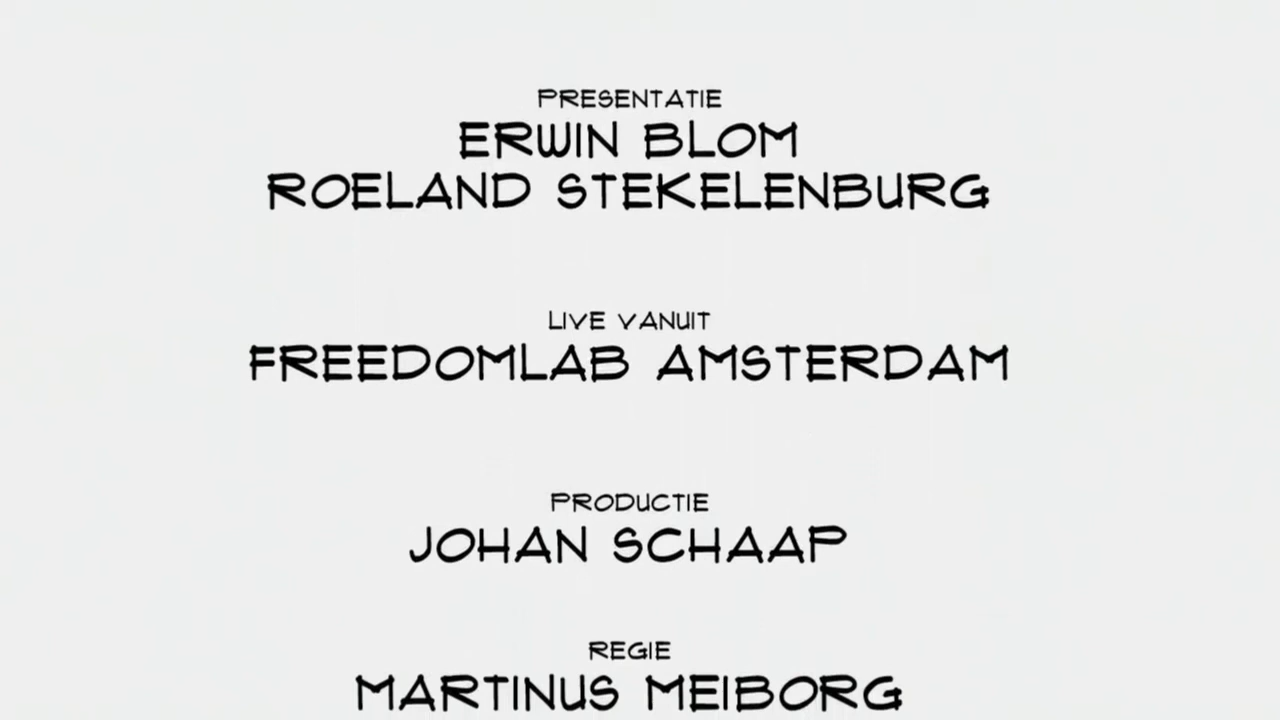 PRESENTATIE
ERWIN BLOM
ROELAND STEKELENBURG
LIVE VANUIT
FREEDOMLAB AMSTERDAM
PRODUCTIE
JOHAN SCHAAP
REGIE
MARTINUS MEIBORG